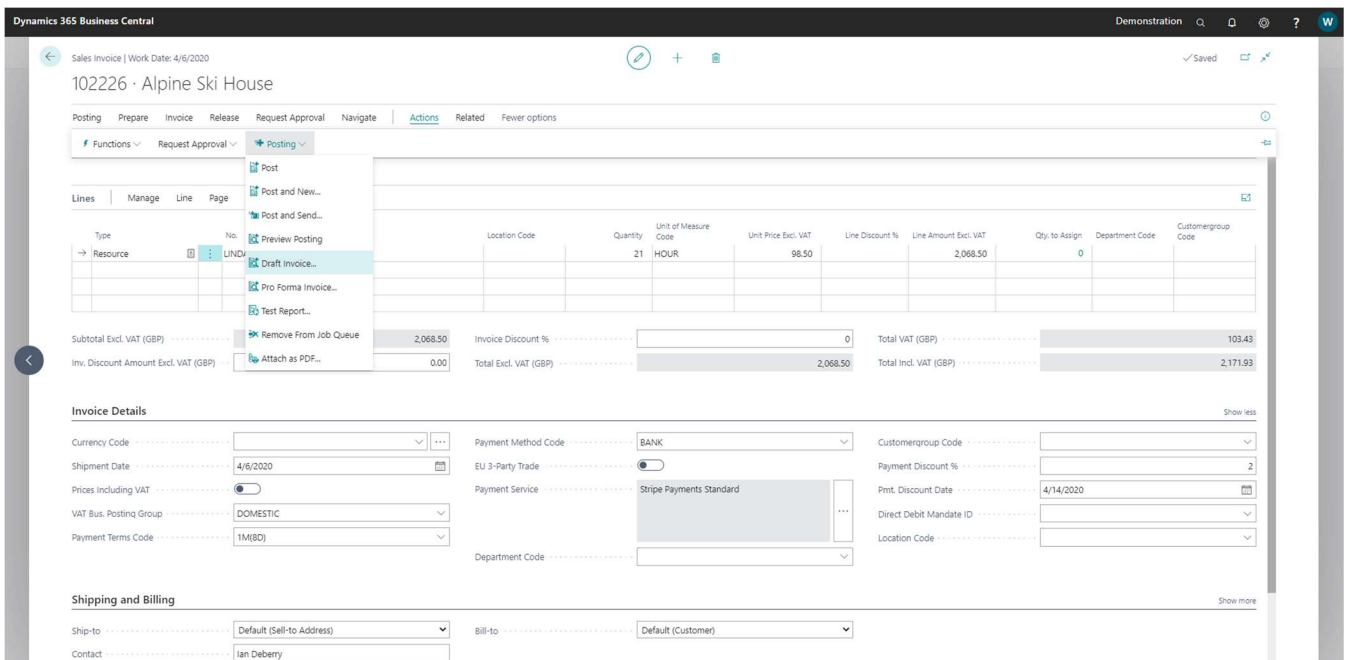 Dynamics 365 Business Central Demonstration ? W
Sales Invoice | Work Date: 4/6/2020 Saved
102226 · Alpine Ski House
Posting Prepare Invoice Release Request Approval Navigate Actions Related Fewer options
Functions Request Approval Posting
Post
Post and New...
Post and Send...
Preview Posting
Draft Invoice...
Pro Forma Invoice...
Test Report...
Remove From Job Queue
Attach as PDF...
Lines Manage Line Page
Type No. Location Code Quantity Unit of Measure Code Unit Price Excl. VAT Line Discount % Line Amount Excl. VAT Qty. to Assign Department Code Customergroup Code
Resource 21 HOUR 98.50 2,068.50 0
Subtotal Excl. VAT (GBP) 2,068.50 Invoice Discount % 0 Total VAT (GBP) 103.43
Inv. Discount Amount Excl. VAT (GBP) 0.00 Total Excl. VAT (GBP) 2,068.50 Total Incl. VAT (GBP) 2,171.93
Invoice Details Show less
Currency Code Payment Method Code BANK Customergroup Code
Shipment Date 4/6/2020 EU 3-Party Trade Payment Discount % 2
Prices Including VAT Payment Service Stripe Payments Standard Pmt. Discount Date 4/14/2020
VAT Bus. Posting Group DOMESTIC Direct Debit Mandate ID
Payment Terms Code 1M(8D) Location Code
Department Code
Shipping and Billing Show more
Ship-to Default (Sell-to Address) Bill-to Default (Customer)
Contact Ian Deberry